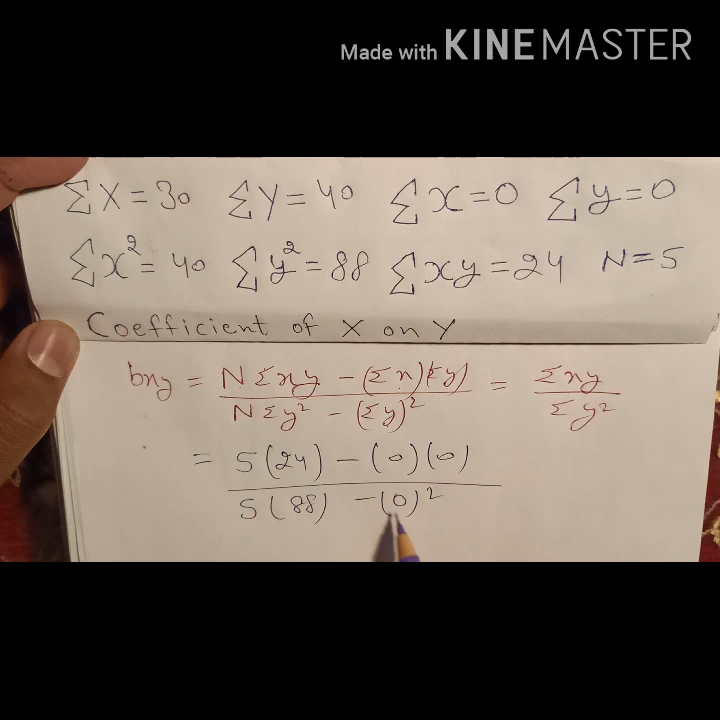 Made with KINEMASTER
ΣX = 30 ΣY = 40 Σx = 0 Σy = 0
Σx² = 40 Σy² = 88 Σxy = 24 N = 5
Coefficient of X on Y
bxy = NΣxy - (Σx)(Σy) / NΣy² - (Σy)² = Σxy / Σy²
= 5(24) - (0)(0) / 5(88) - (0)²